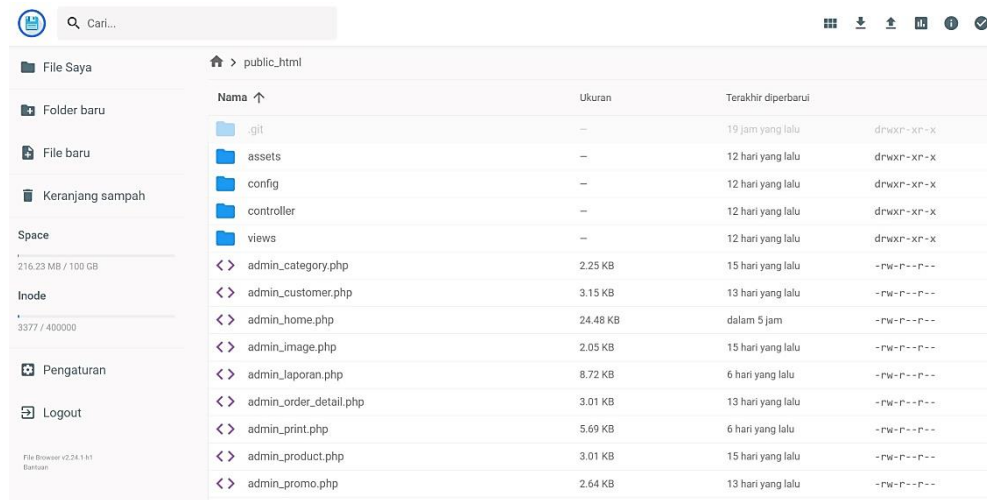 Cari...
File Saya
Folder baru
File baru
Keranjang sampah
Space
216.23 MB / 100 GB
Inode
3377 / 400000
Pengaturan
Logout
File Browser v2.24.1-h1
Bantuan
public_html
Nama Ukuran Terakhir diperbarui
.git — 19 jam yang lalu drwxr-xr-x
assets — 12 hari yang lalu drwxr-xr-x
config — 12 hari yang lalu drwxr-xr-x
controller — 12 hari yang lalu drwxr-xr-x
views — 12 hari yang lalu drwxr-xr-x
admin_category.php 2.25 KB 15 hari yang lalu -rw-r--r--
admin_customer.php 3.15 KB 13 hari yang lalu -rw-r--r--
admin_home.php 24.48 KB dalam 5 jam -rw-r--r--
admin_image.php 2.05 KB 15 hari yang lalu -rw-r--r--
admin_laporan.php 8.72 KB 6 hari yang lalu -rw-r--r--
admin_order_detail.php 3.01 KB 13 hari yang lalu -rw-r--r--
admin_print.php 5.69 KB 6 hari yang lalu -rw-r--r--
admin_product.php 3.01 KB 15 hari yang lalu -rw-r--r--
admin_promo.php 2.64 KB 13 hari yang lalu -rw-r--r--